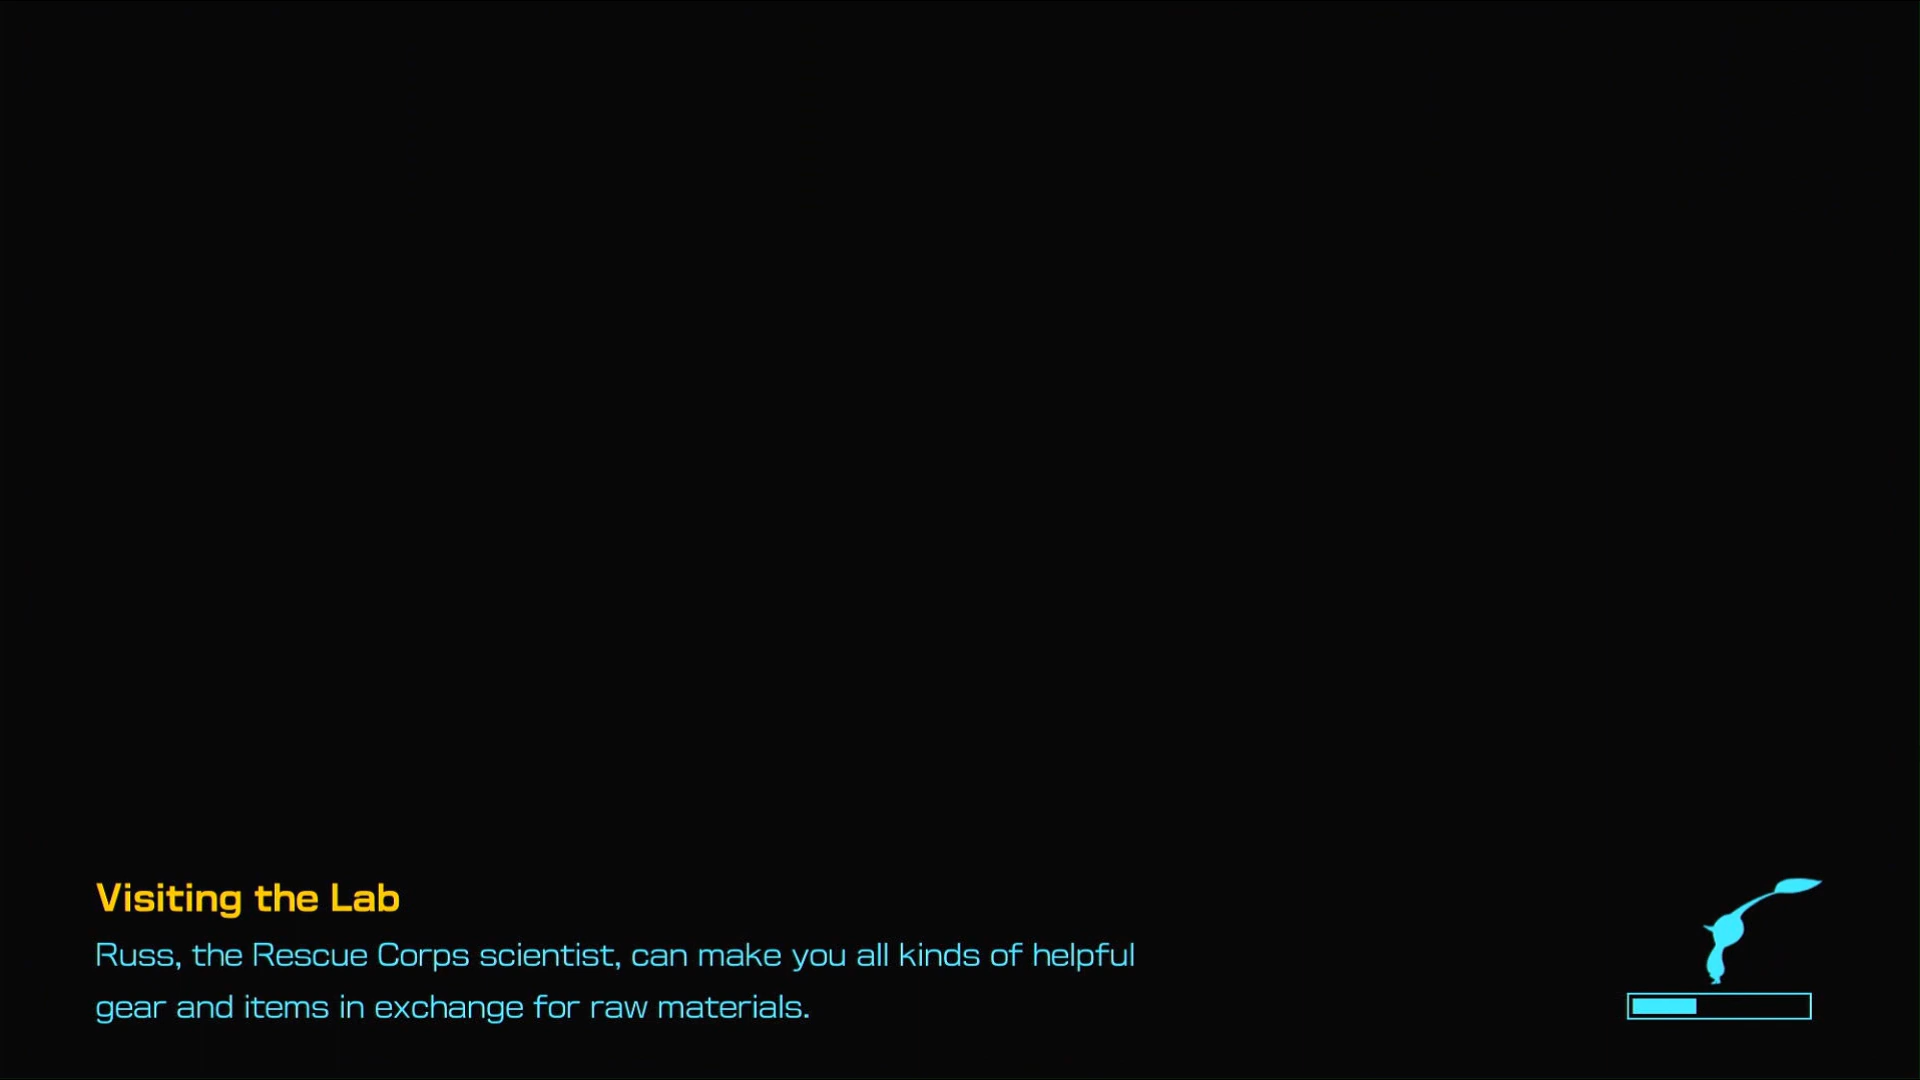 Visiting the Lab
Russ, the Rescue Corps scientist, can make you all kinds of helpful
gear and items in exchange for raw materials.